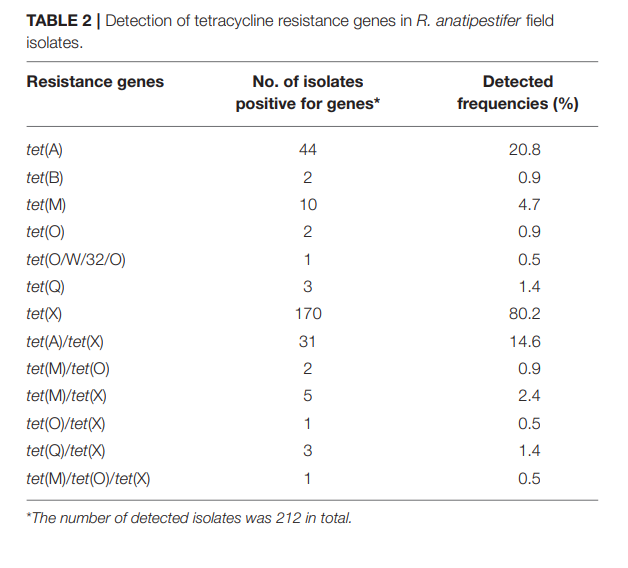 TABLE 2 | Detection of tetracycline resistance genes in R. anatipestifer field
isolates.
Resistance genes No. of isolates positive for genes* Detected frequencies (%)
tet(A) 44 20.8
tet(B) 2 0.9
tet(M) 10 4.7
tet(O) 2 0.9
tet(O/W/32/O) 1 0.5
tet(Q) 3 1.4
tet(X) 170 80.2
tet(A)/tet(X) 31 14.6
tet(M)/tet(O) 2 0.9
tet(M)/tet(X) 5 2.4
tet(O)/tet(X) 1 0.5
tet(Q)/tet(X) 3 1.4
tet(M)/tet(O)/tet(X) 1 0.5
*The number of detected isolates was 212 in total.